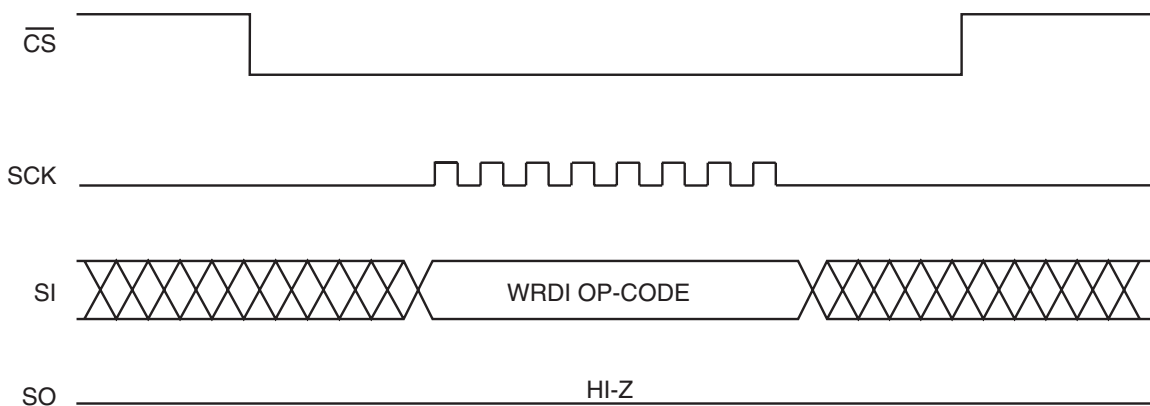 CS
SCK
SI
WRDI OP-CODE
SO
HI-Z